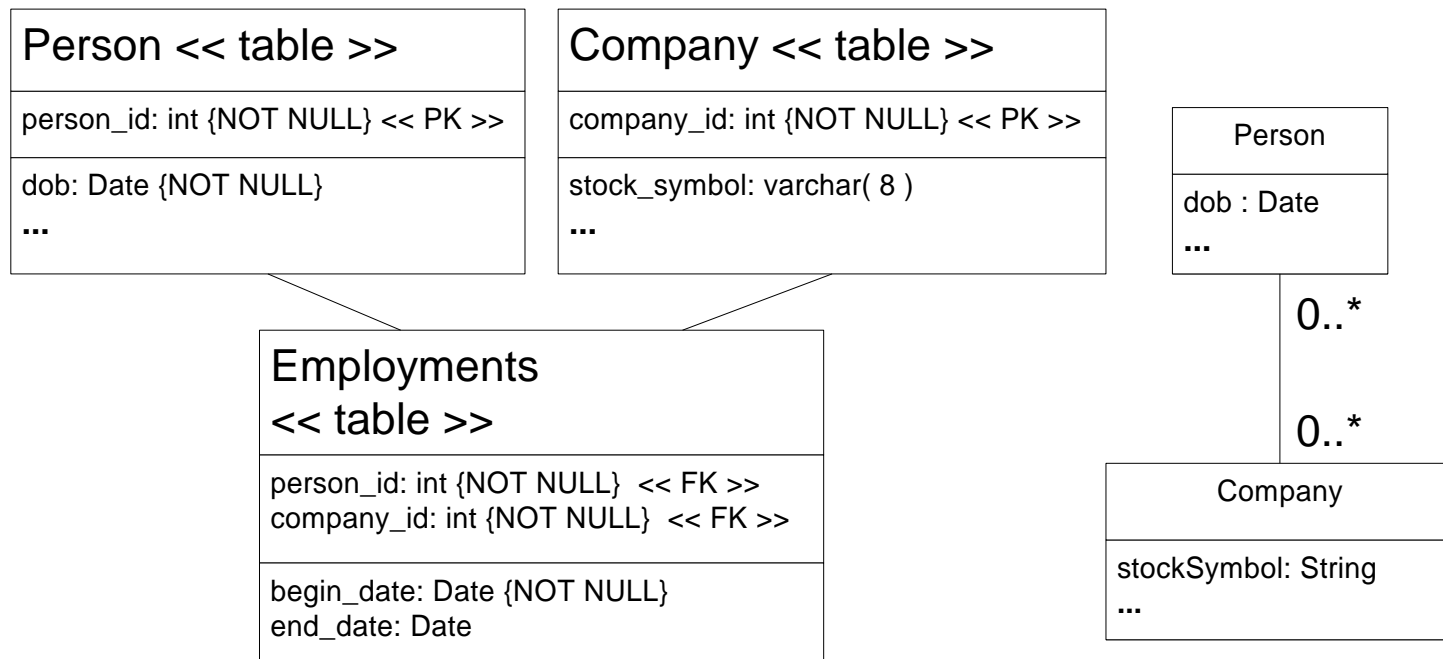 Person << table >>
person_id: int {NOT NULL} << PK >>
dob: Date {NOT NULL}
...
Company << table >>
company_id: int {NOT NULL} << PK >>
stock_symbol: varchar( 8 )
...
Employments
<< table >>
person_id: int {NOT NULL}  << FK >>
company_id: int {NOT NULL}  << FK >>
begin_date: Date {NOT NULL}
end_date: Date
Person
dob : Date
...
0..*
0..*
Company
stockSymbol: String
...